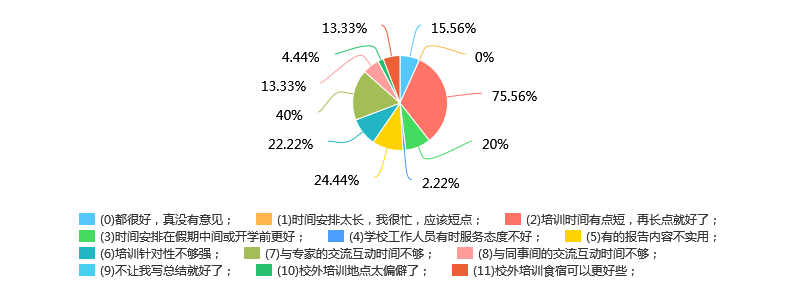 13.33%
15.56%
4.44%
0%
13.33%
75.56%
40%
22.22%
20%
24.44%
2.22%
(0)都很好，真没有意见； (1)时间安排太长，我很忙，应该短点； (2)培训时间有点短，再长点就好了；
(3)时间安排在假期中间或开学前更好； (4)学校工作人员有时服务态度不好； (5)有的报告内容不实用；
(6)培训针对性不够强； (7)与专家的交流互动时间不够； (8)与同事间的交流互动时间不够；
(9)不让我写总结就好了； (10)校外培训地点太偏僻了； (11)校外培训食宿可以更好些；